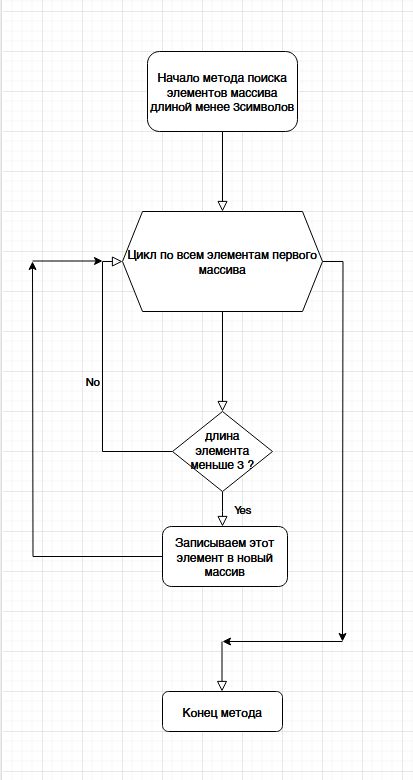 Начало метода поиска
элементов массива
длиной менее 3символов
Цикл по всем элементам первого
массива
No
длина
элемента
меньше 3 ?
Yes
Записываем этот
элемент в новый
массив
Конец метода